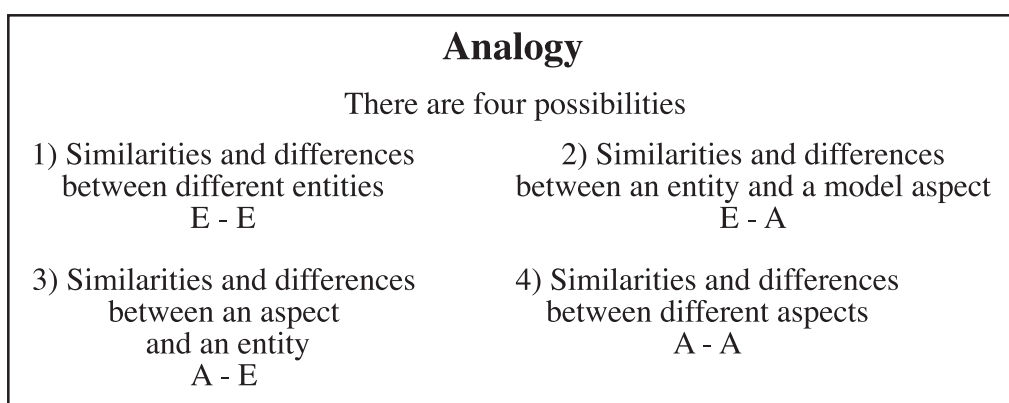 Analogy
There are four possibilities
1) Similarities and differences
between different entities
E - E
2) Similarities and differences
between an entity and a model aspect
E - A
3) Similarities and differences
between an aspect
and an entity
A - E
4) Similarities and differences
between different aspects
A - A